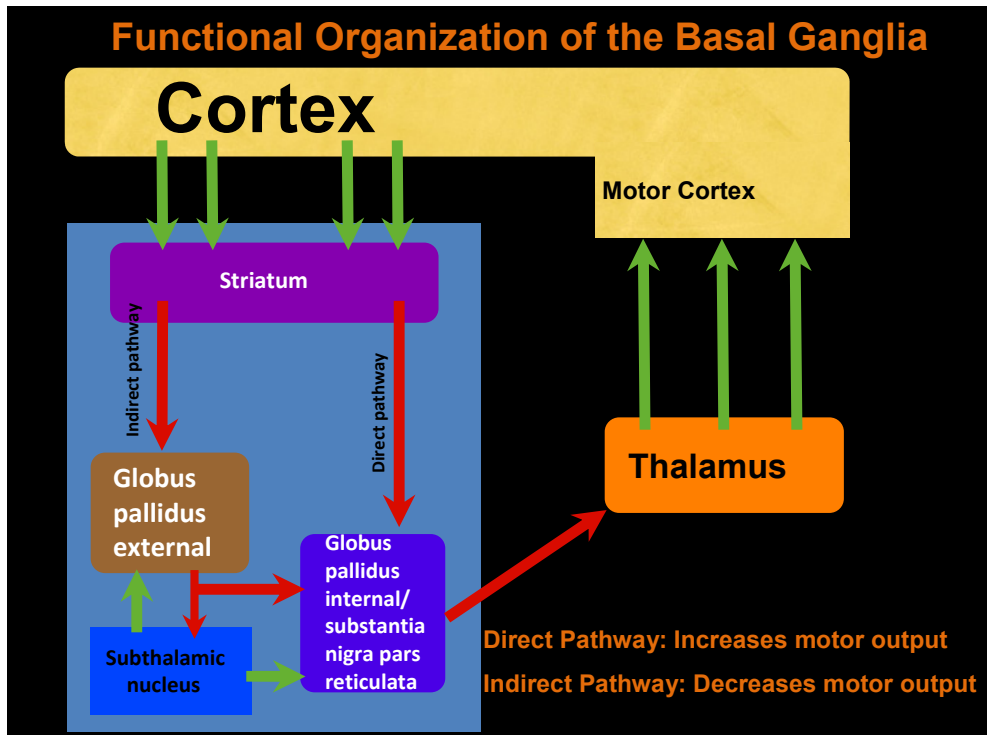 Functional Organization of the Basal Ganglia
Cortex
Motor Cortex
Striatum
Indirect pathway
Direct pathway
Globus
pallidus
external
Thalamus
Globus
pallidus
internal/
substantia
nigra pars
reticulata
Subthalamic
nucleus
Direct Pathway: Increases motor output
Indirect Pathway: Decreases motor output